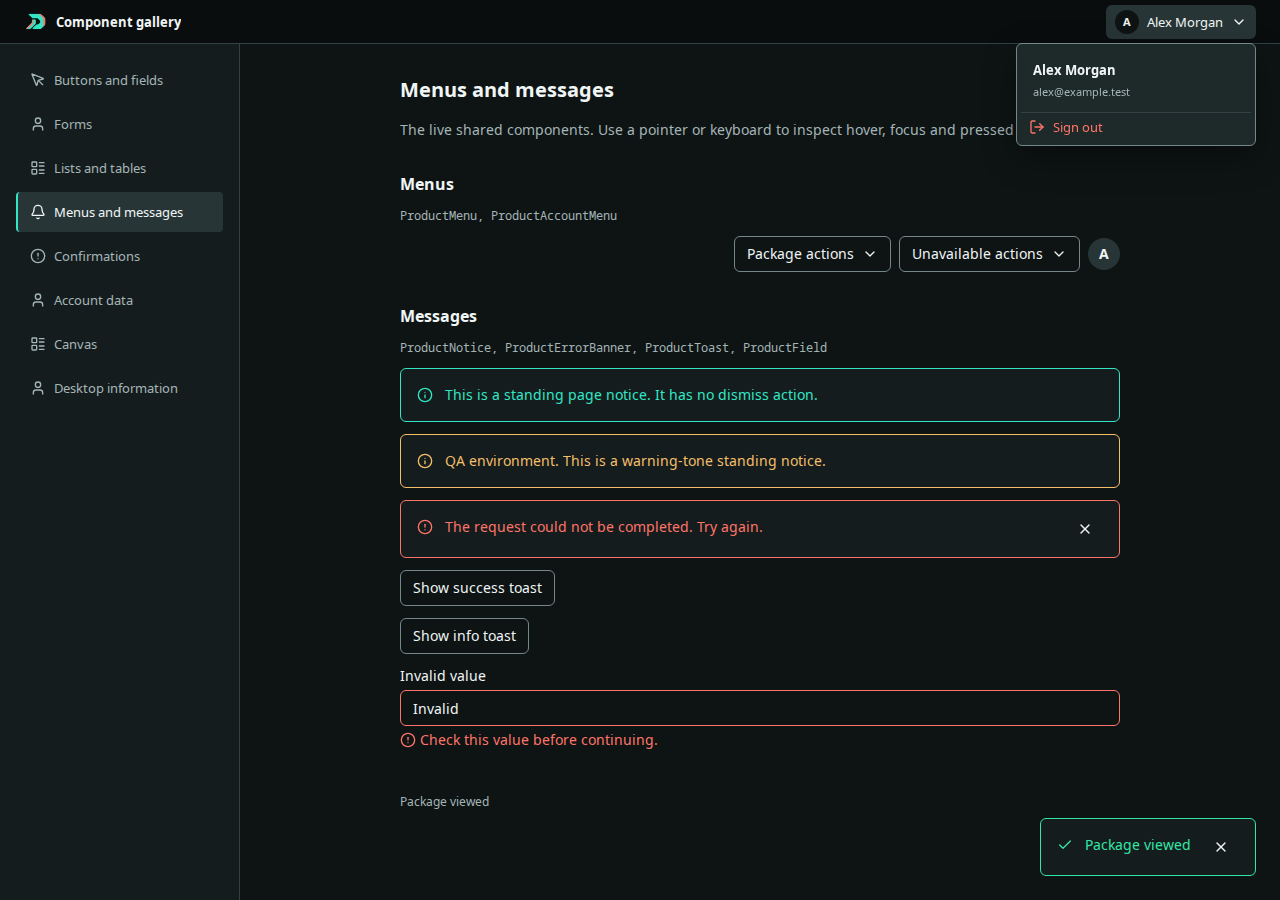 Component gallery
A
Alex Morgan
Alex Morgan
alex@example.test
Sign out
Buttons and fields
Forms
Lists and tables
Menus and messages
Confirmations
Account data
Canvas
Desktop information
Menus and messages
The live shared components. Use a pointer or keyboard to inspect hover, focus and pressed
Menus
ProductMenu, ProductAccountMenu
Package actions
Unavailable actions
A
Messages
ProductNotice, ProductErrorBanner, ProductToast, ProductField
This is a standing page notice. It has no dismiss action.
QA environment. This is a warning-tone standing notice.
The request could not be completed. Try again.
Show success toast
Show info toast
Invalid value
Invalid
Check this value before continuing.
Package viewed
Package viewed